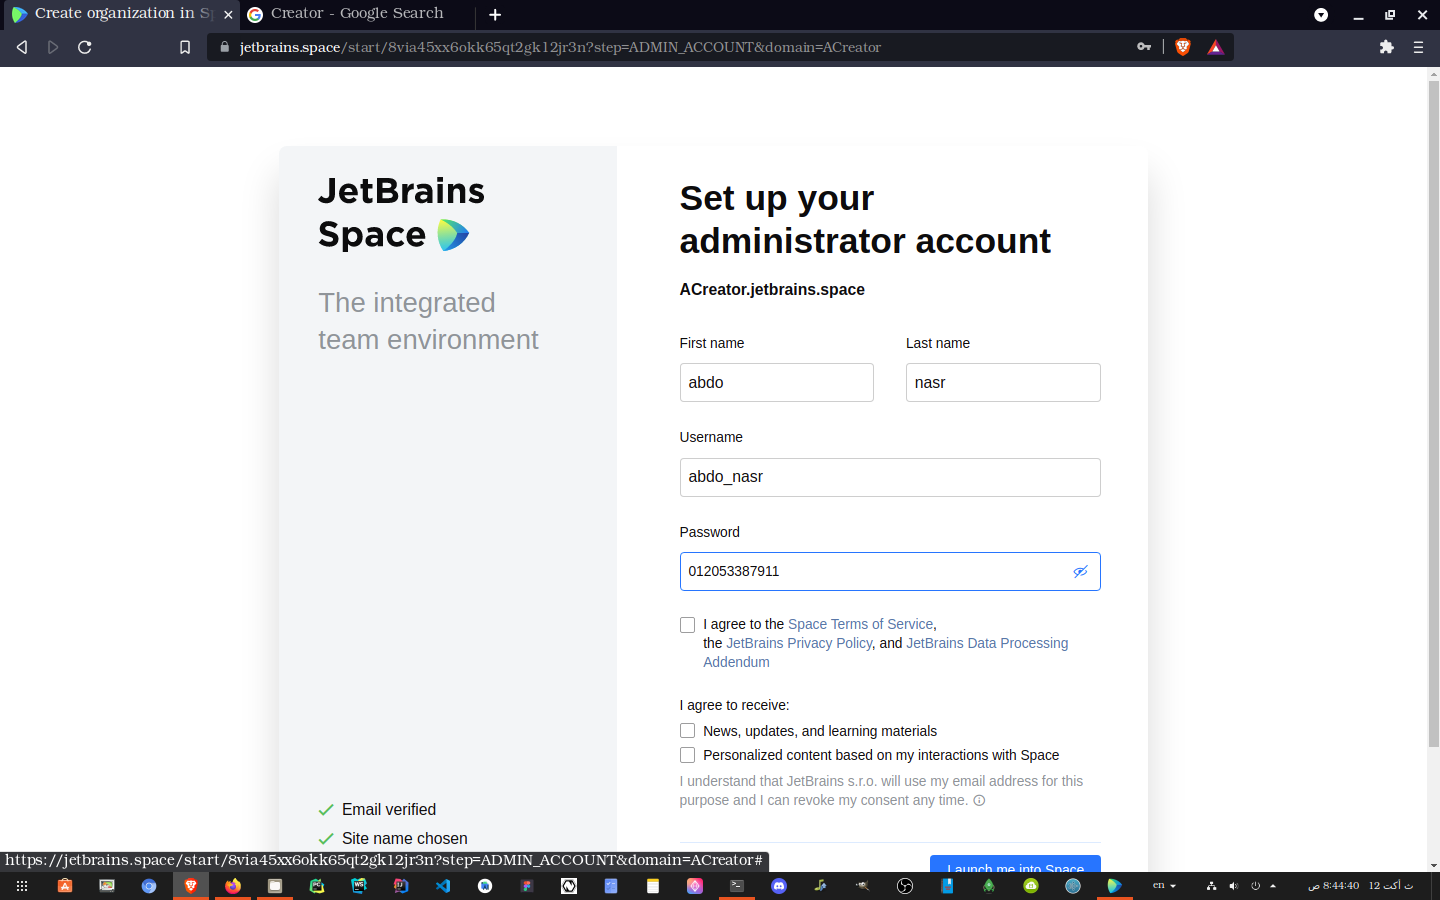 Create organization in Sp
Creator - Google Search
jetbrains.space/start/8via45xx6okk65qt2gk12jr3n?step=ADMIN_ACCOUNT&domain=ACreator
JetBrains
Space
The integrated
team environment
Email verified
Site name chosen
Set up your
administrator account
ACreator.jetbrains.space
First name
Last name
abdo
nasr
Username
abdo_nasr
Password
012053387911
I agree to the Space Terms of Service,
the JetBrains Privacy Policy, and JetBrains Data Processing
Addendum
I agree to receive:
News, updates, and learning materials
Personalized content based on my interactions with Space
I understand that JetBrains s.r.o. will use my email address for this
purpose and I can revoke my consent any time.
Launch me into Space
https://jetbrains.space/start/8via45xx6okk65qt2gk12jr3n?step=ADMIN_ACCOUNT&domain=ACreator#
en
ث أكت 12 8:44:40 ص